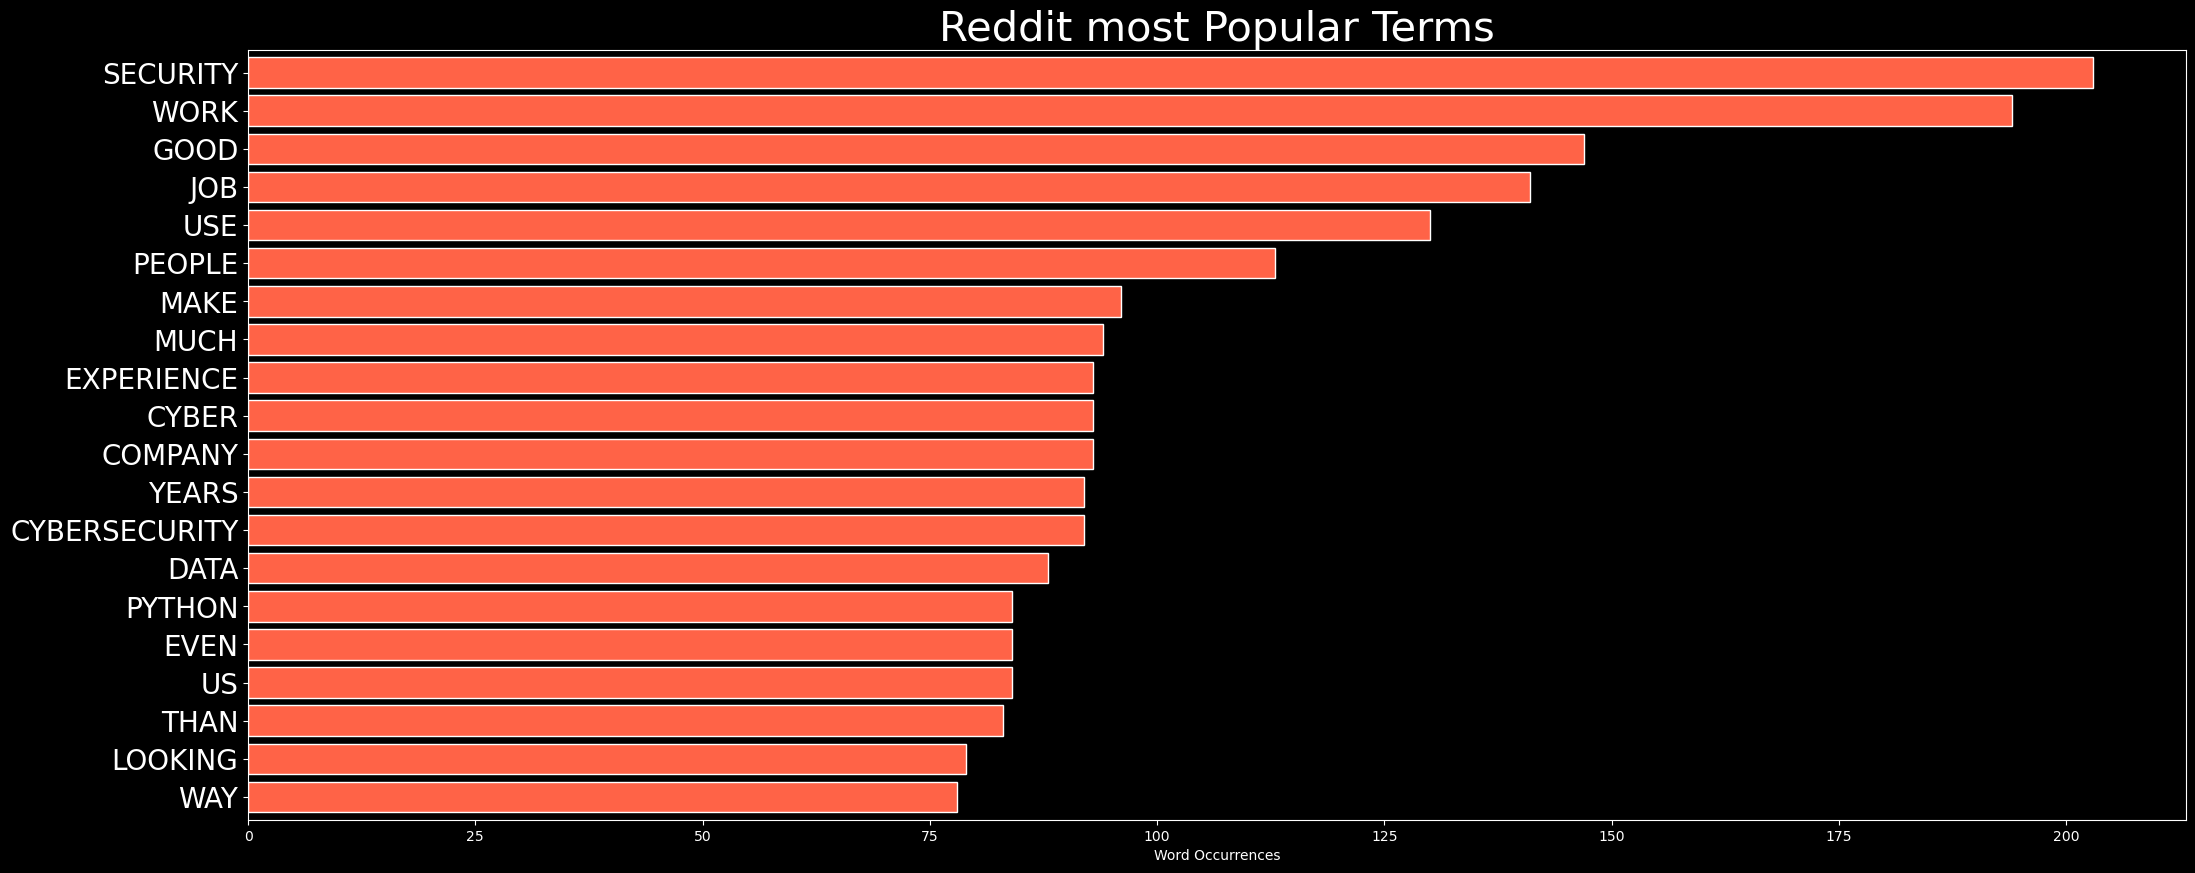 Reddit most Popular Terms
SECURITY
WORK
GOOD
JOB
USE
PEOPLE
MAKE
MUCH
EXPERIENCE
CYBER
COMPANY
YEARS
CYBERSECURITY
DATA
PYTHON
EVEN
US
THAN
LOOKING
WAY
0 25 50 75 100 125 150 175 200
Word Occurrences